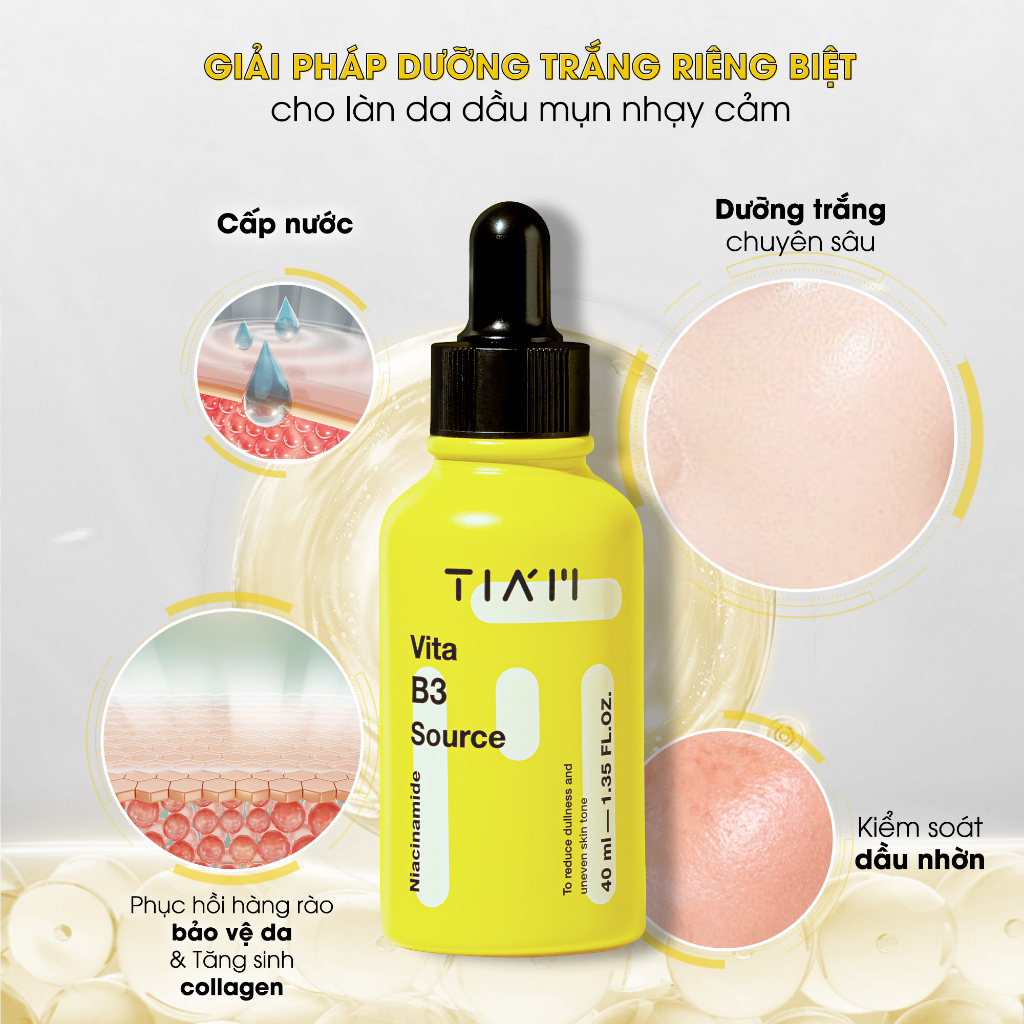 GIẢI PHÁP DƯỠNG TRẮNG RIÊNG BIỆT
cho làn da dầu mụn nhạy cảm
Cấp nước
Dưỡng trắng
chuyên sâu
TIA'M
Vita
B3
Source
Niacinamide
To reduce dullness and
uneven skin tone
40 ml — 1.35 FL.OZ.
Phục hồi hàng rào
bảo vệ da
& Tăng sinh
collagen
Kiểm soát
dầu nhờn